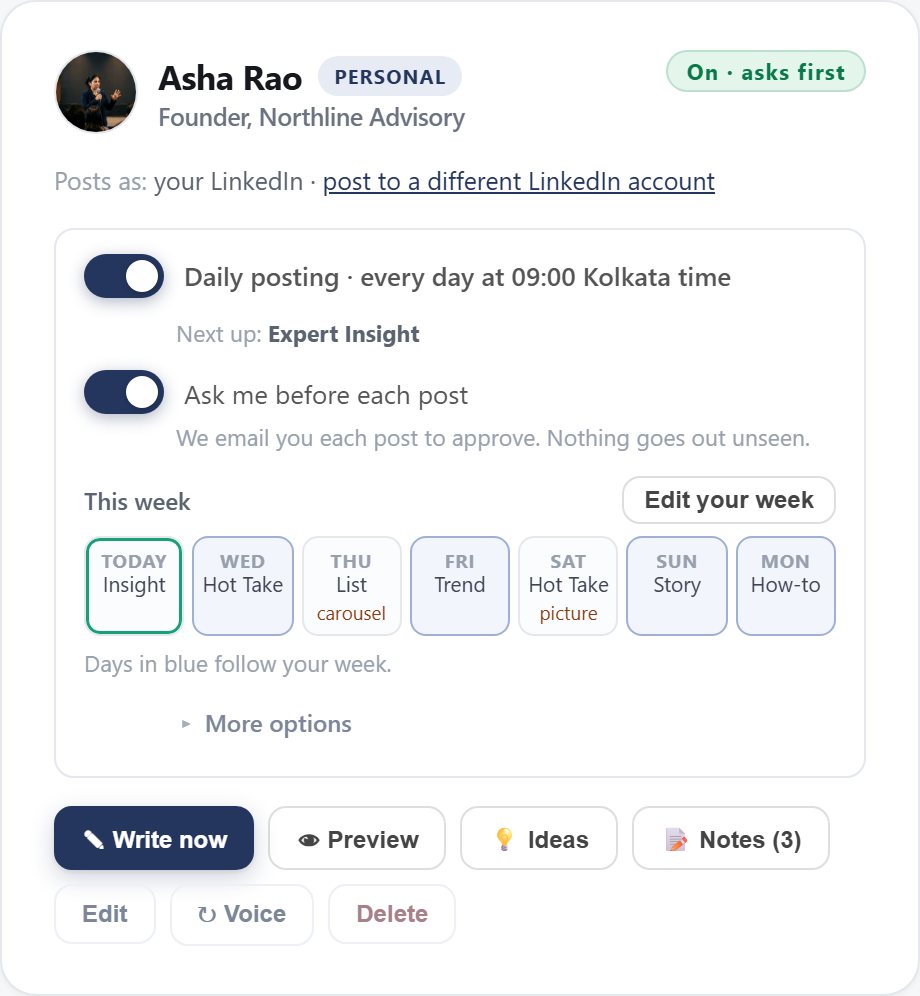 Asha Rao PERSONAL On · asks first
Founder, Northline Advisory
Posts as: your LinkedIn · post to a different LinkedIn account
Daily posting · every day at 09:00 Kolkata time
Next up: Expert Insight
Ask me before each post
We email you each post to approve. Nothing goes out unseen.
This week Edit your week
TODAY WED THU FRI SAT SUN MON
Insight Hot Take List Trend Hot Take Story How-to
carousel picture
Days in blue follow your week.
▸ More options
Write now Preview Ideas Notes (3)
Edit ↻ Voice Delete